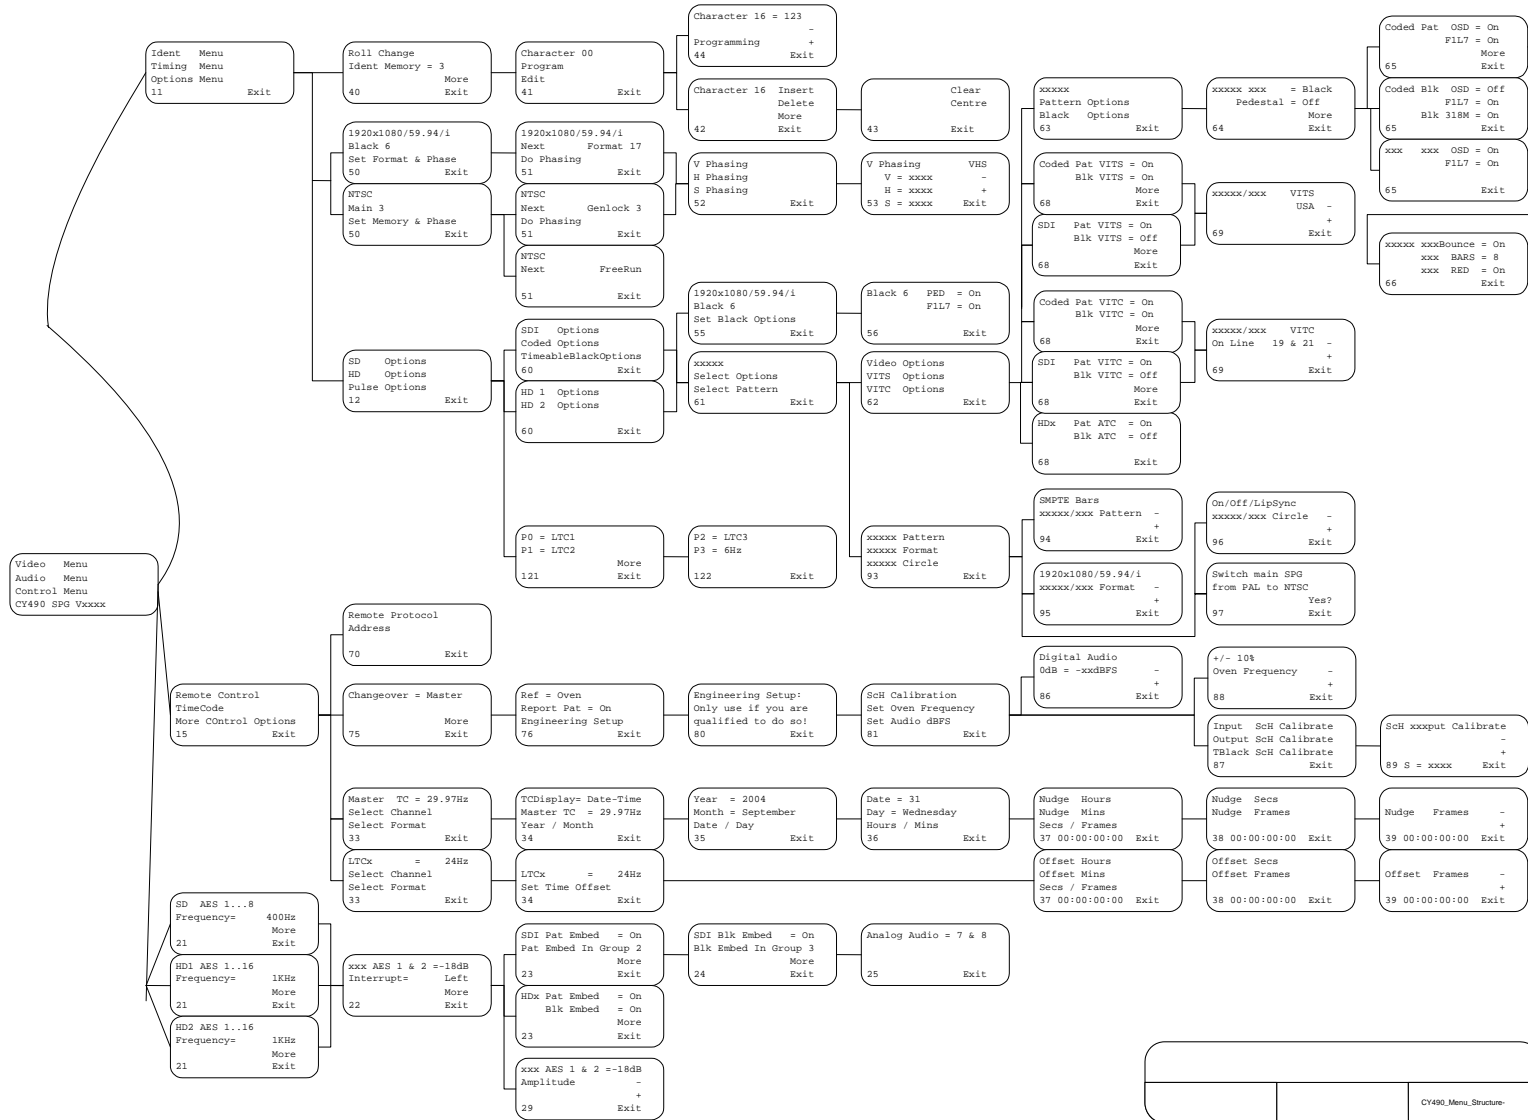 Video   Menu
Audio   Menu
Control Menu
CY490 SPG Vxxxx
Ident   Menu
Timing  Menu
Options Menu
11 Exit
Roll Change
Ident Memory = 3
More
40 Exit
Character 00
Program
Edit
41 Exit
Character 16 = 123
-
Programming +
44 Exit
Character 16  Insert
Delete
More
42 Exit
Clear
Centre
43 Exit
1920x1080/59.94/i
Black 6
Set Format & Phase
50 Exit
NTSC
Main 3
Set Memory & Phase
50 Exit
1920x1080/59.94/i
Next Format 17
Do Phasing
51 Exit
NTSC
Next Genlock 3
Do Phasing
51 Exit
NTSC
Next FreeRun
51 Exit
V Phasing
H Phasing
S Phasing
52 Exit
V Phasing VHS
V = xxxx -
H = xxxx +
53 S = xxxx Exit
SD   Options
HD   Options
Pulse Options
12 Exit
SDI   Options
Coded Options
TimeableBlackOptions
60 Exit
HD 1  Options
HD 2  Options
60 Exit
1920x1080/59.94/i
Black 6
Set Black Options
55 Exit
Black 6 PED = On
F1L7 = On
56 Exit
xxxxx
Select Options
Select Pattern
61 Exit
Video Options
VITS  Options
VITC  Options
62 Exit
xxxxx
Pattern Options
Black   Options
63 Exit
xxxxx xxx = Black
Pedestal = Off
More
64 Exit
Coded Pat OSD = On
F1L7 = On
More
65 Exit
Coded Blk OSD = Off
F1L7 = On
Blk 318M = On
65 Exit
xxx xxx OSD = On
F1L7 = On
65 Exit
xxxxx xxxBounce = On
xxx BARS = 8
xxx RED = On
66 Exit
Coded Pat VITS = On
Blk VITS = On
More
68 Exit
SDI Pat VITS = On
Blk VITS = Off
More
68 Exit
xxxxx/xxx VITS
USA -
+
69 Exit
Coded Pat VITC = On
Blk VITC = On
More
68 Exit
SDI Pat VITC = On
Blk VITC = Off
More
68 Exit
HDx Pat ATC = On
Blk ATC = Off
68 Exit
xxxxx/xxx VITC
On Line 19 & 21 -
+
69 Exit
P0 = LTC1
P1 = LTC2
More
121 Exit
P2 = LTC3
P3 = 6Hz
122 Exit
xxxxx Pattern
xxxxx Format
xxxxx Circle
93 Exit
SMPTE Bars
xxxxx/xxx Pattern -
+
94 Exit
1920x1080/59.94/i
xxxxx/xxx Format -
+
95 Exit
On/Off/LipSync
xxxxx/xxx Circle -
+
96 Exit
Switch main SPG
from PAL to NTSC
Yes?
97 Exit
Remote Protocol
Address
70 Exit
Remote Control
TimeCode
More COntrol Options
15 Exit
Changeover = Master
More
75 Exit
Ref = Oven
Report Pat = On
Engineering Setup
76 Exit
Engineering Setup:
Only use if you are
qualified to do so!
80 Exit
ScH Calibration
Set Oven Frequency
Set Audio dBFS
81 Exit
Digital Audio
0dB = -xxdBFS -
+
86 Exit
+/- 10%
Oven Frequency -
+
88 Exit
Input  ScH Calibrate
Output ScH Calibrate
TBlack ScH Calibrate
87 Exit
ScH xxxput Calibrate
-
+
89 S = xxxx Exit
Master  TC = 29.97Hz
Select Channel
Select Format
33 Exit
TCDisplay= Date-Time
Master TC = 29.97Hz
Year / Month
34 Exit
Year  = 2004
Month = September
Date / Day
35 Exit
Date = 31
Day = Wednesday
Hours / Mins
36 Exit
Nudge  Hours
Nudge  Mins
Secs / Frames
37 00:00:00:00 Exit
Nudge  Secs
Nudge  Frames
38 00:00:00:00 Exit
Nudge  Frames -
+
39 00:00:00:00 Exit
LTCx = 24Hz
Select Channel
Select Format
33 Exit
LTCx = 24Hz
Set Time Offset
34 Exit
Offset Hours
Offset Mins
Secs / Frames
37 00:00:00:00 Exit
Offset Secs
Offset Frames
38 00:00:00:00 Exit
Offset  Frames -
+
39 00:00:00:00 Exit
SD  AES 1...8
Frequency= 400Hz
More
21 Exit
HD1 AES 1..16
Frequency= 1KHz
More
21 Exit
HD2 AES 1..16
Frequency= 1KHz
More
21 Exit
xxx AES 1 & 2 =-18dB
Interrupt= Left
More
22 Exit
SDI Pat Embed = On
Pat Embed In Group 2
More
23 Exit
HDx Pat Embed = On
Blk Embed = On
More
23 Exit
xxx AES 1 & 2 =-18dB
Amplitude -
+
29 Exit
SDI Blk Embed = On
Blk Embed In Group 3
More
24 Exit
Analog Audio = 7 & 8
25 Exit
CY490_Menu_Structure-